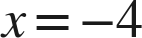 x = −4